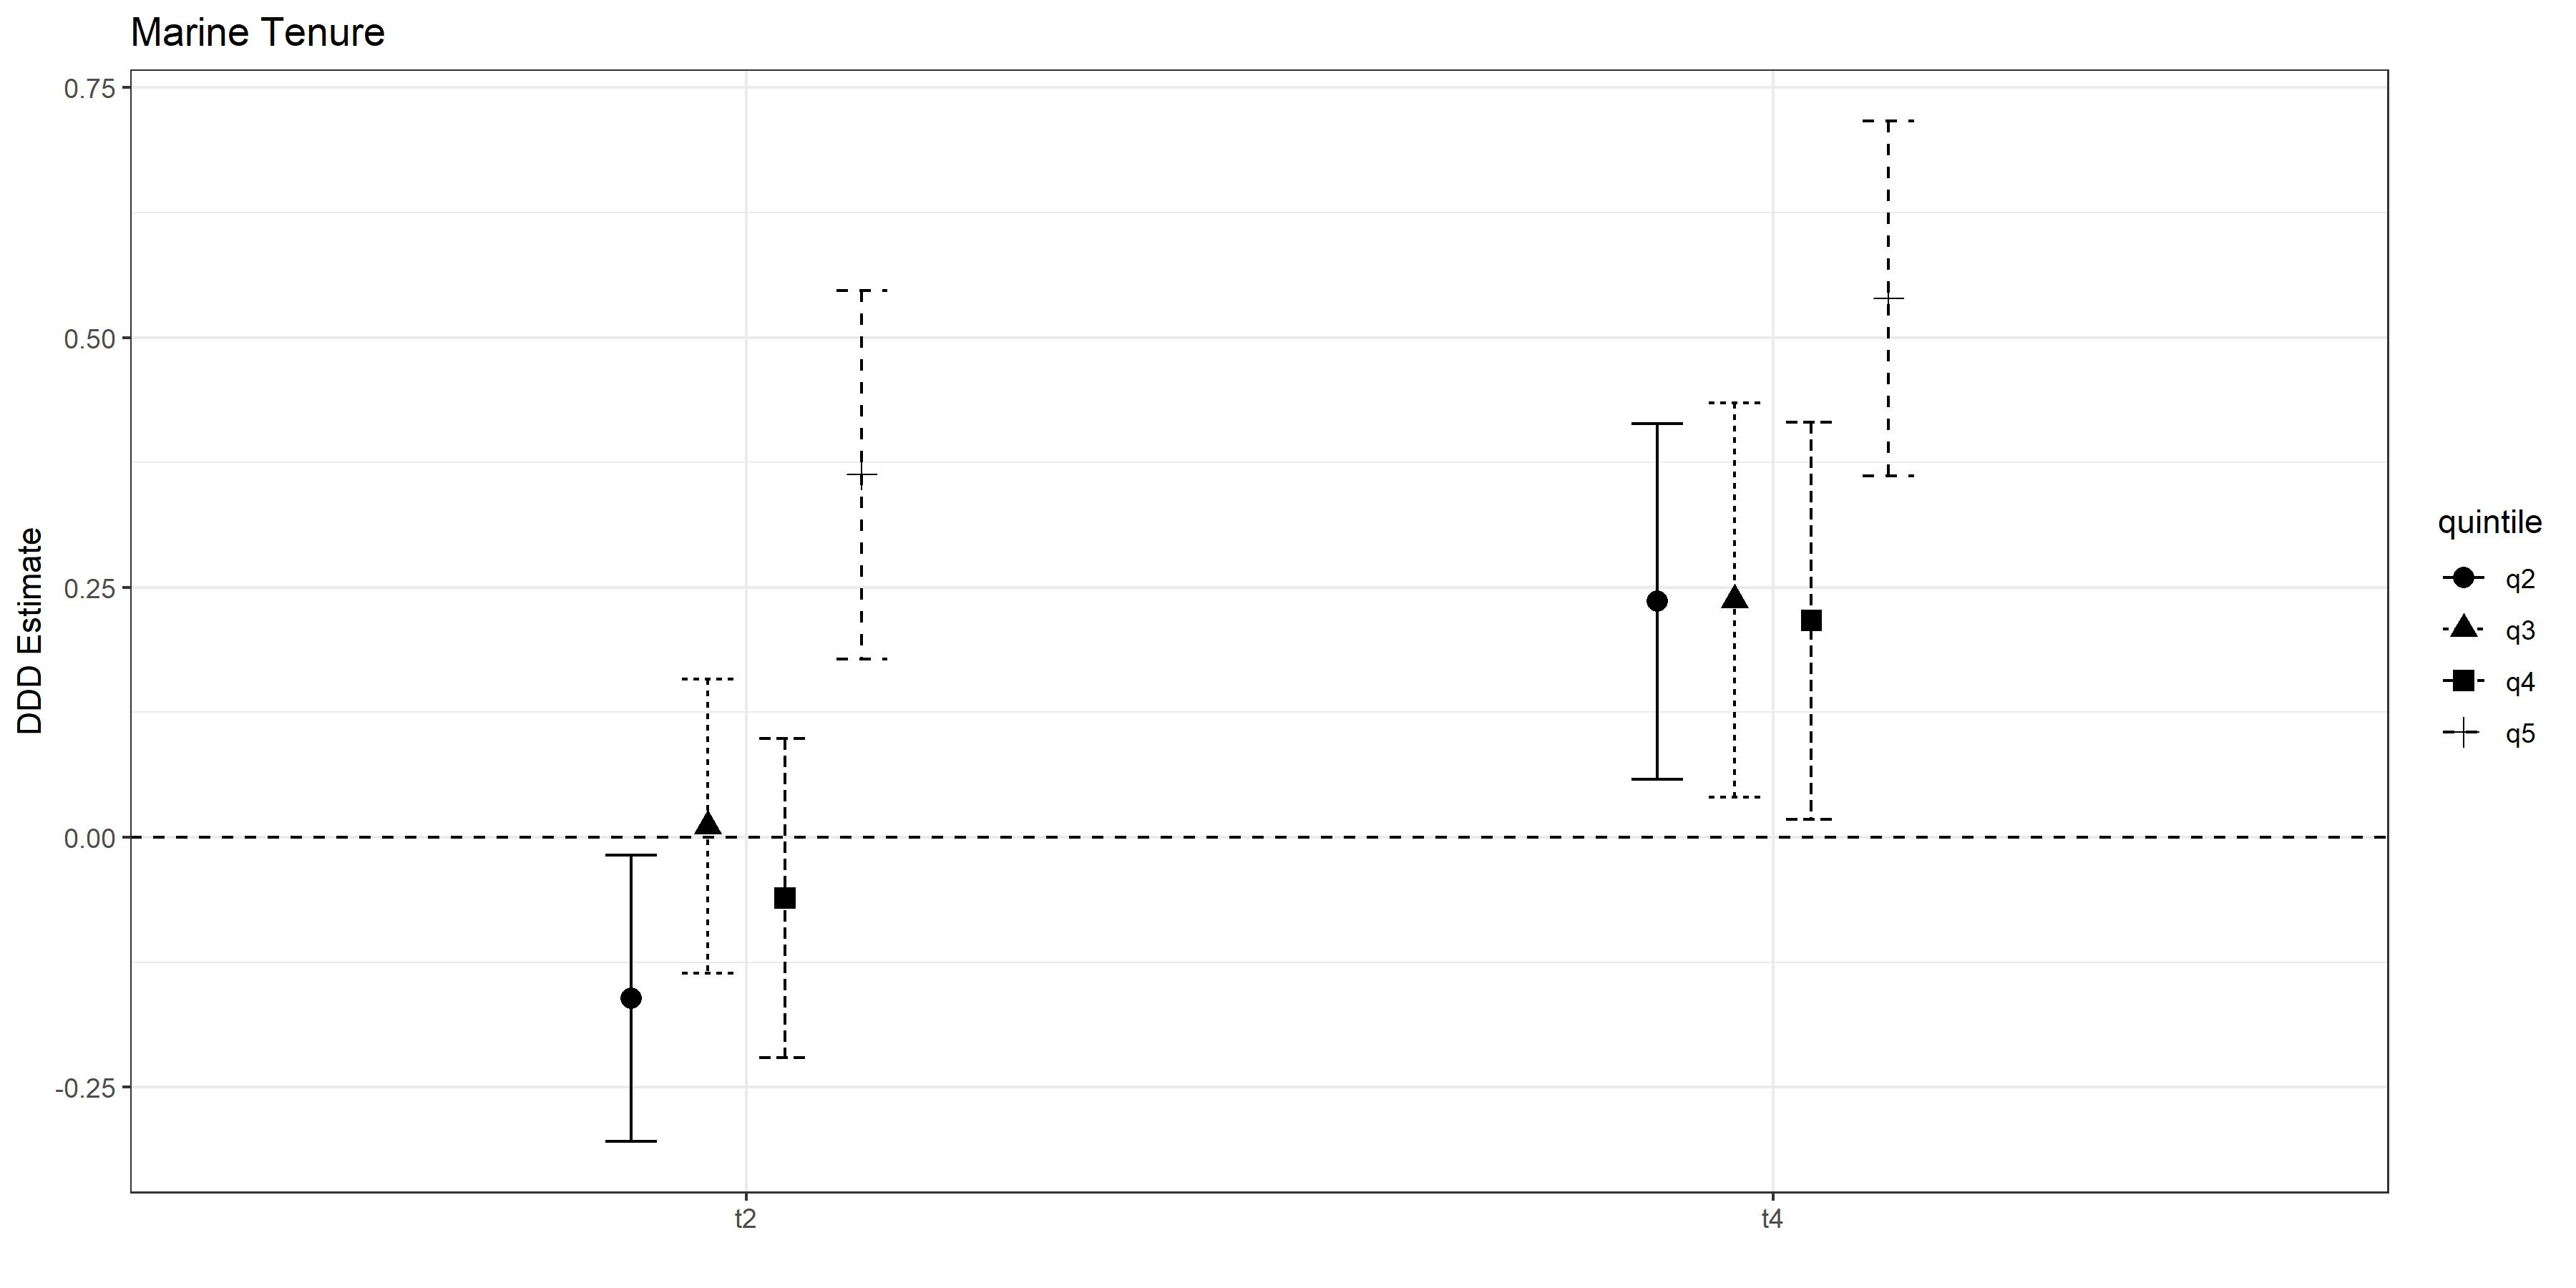 Marine Tenure
0.75
0.50
0.25
0.00
-0.25
DDD Estimate
t2
t4
quintile
q2
q3
q4
q5